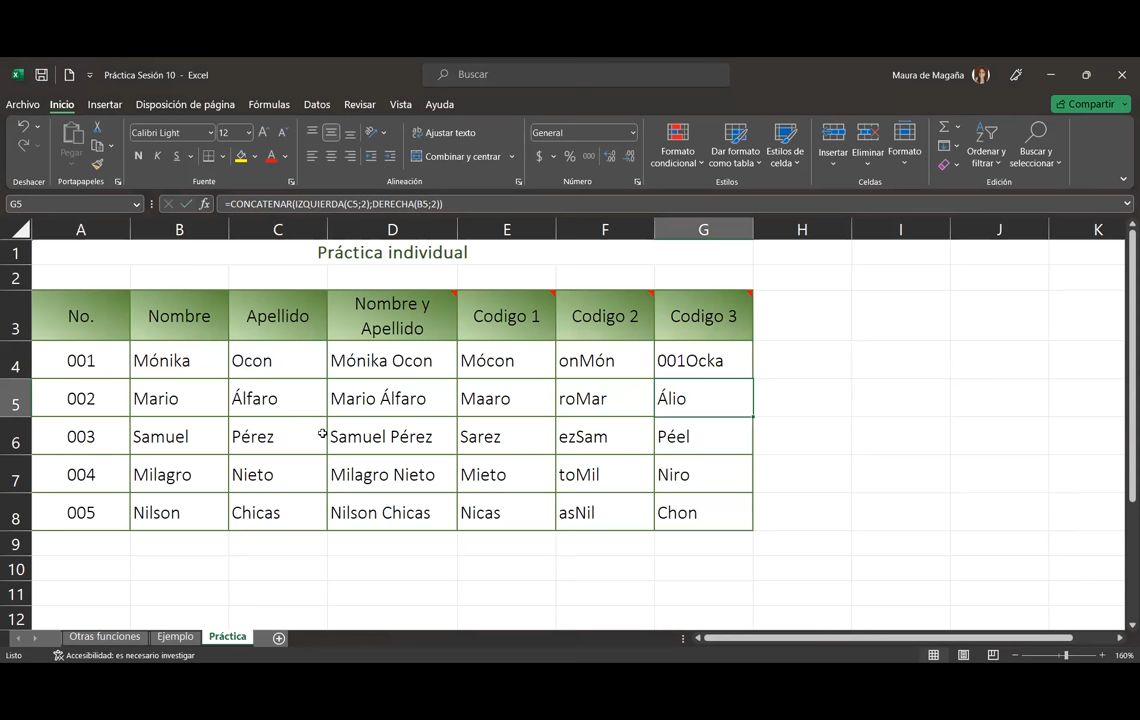 Práctica Sesión 10 - Excel
Buscar
Maura de Magaña
Archivo Inicio Insertar Disposición de página Fórmulas Datos Revisar Vista Ayuda
Compartir
Pegar
Calibri Light 12
N K S
Ajustar texto
Combinar y centrar
General
$ % 000
Formato condicional
Dar formato como tabla
Estilos de celda
Insertar
Eliminar
Formato
Ordenar y filtrar
Buscar y seleccionar
Deshacer Portapapeles Fuente Alineación Número Estilos Celdas Edición
G5 fx =CONCATENAR(IZQUIERDA(C5;2);DERECHA(B5;2))
A B C D E F G H I J K
1 Práctica individual
2
3 No. Nombre Apellido Nombre y Apellido Codigo 1 Codigo 2 Codigo 3
4 001 Mónika Ocon Mónika Ocon Mócon onMón 001Ocka
5 002 Mario Álfaro Mario Álfaro Maaro roMar Álio
6 003 Samuel Pérez Samuel Pérez Sarez ezSam Péel
7 004 Milagro Nieto Milagro Nieto Mieto toMil Niro
8 005 Nilson Chicas Nilson Chicas Nicas asNil Chon
9
10
11
12
Otras funciones Ejemplo Práctica
Listo Accesibilidad: es necesario investigar 160%